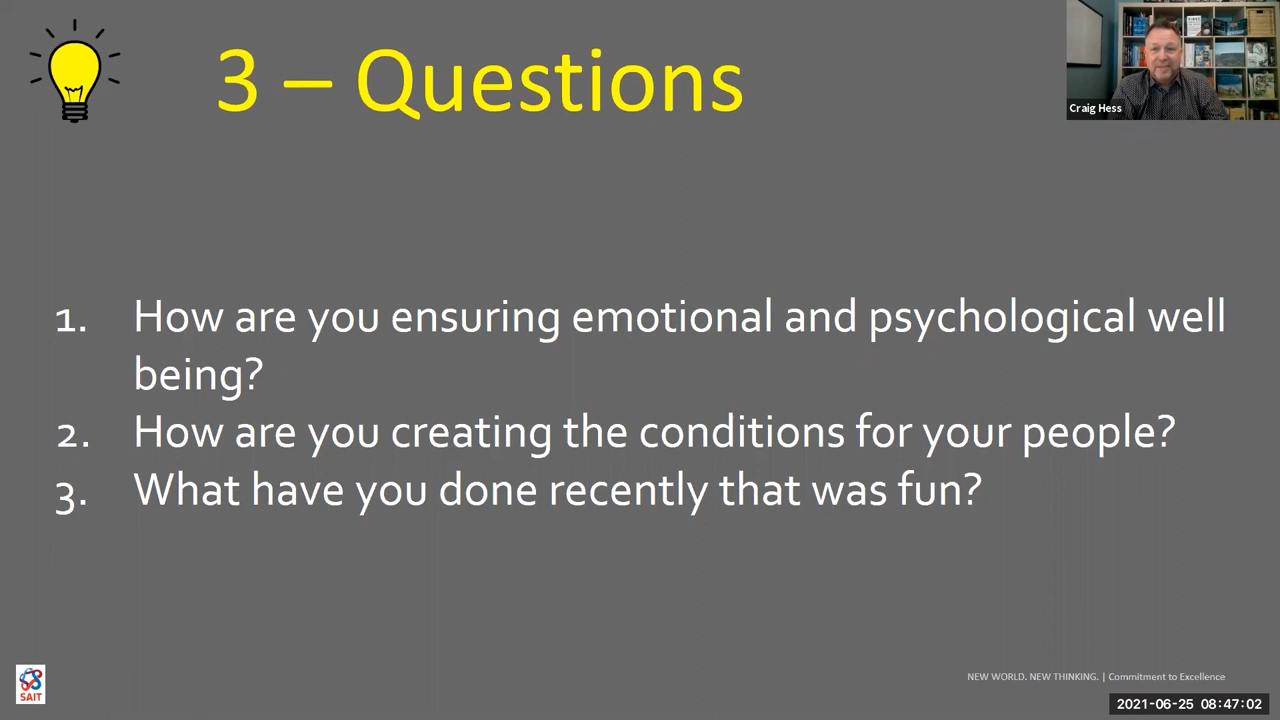 3 – Questions
Craig Hess
1. How are you ensuring emotional and psychological well
being?
2. How are you creating the conditions for your people?
3. What have you done recently that was fun?
SAIT
NEW WORLD. NEW THINKING. | Commitment to Excellence
2021-06-25 08:47:02